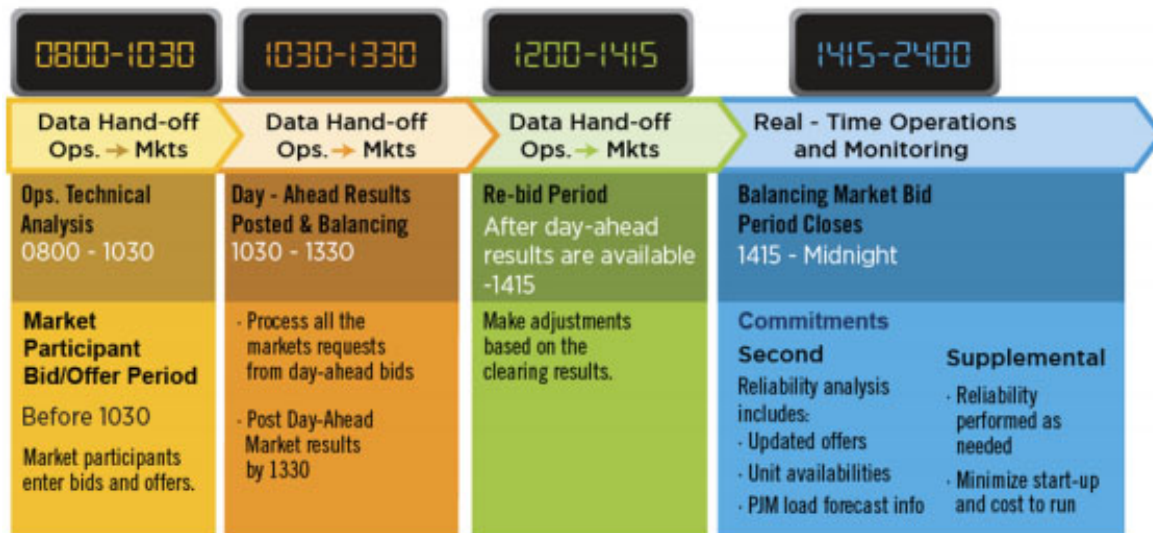 0800-1030
1030-1330
1200-1415
1415-2400
Data Hand-off
Ops. → Mkts
Data Hand-off
Ops. → Mkts
Data Hand-off
Ops. → Mkts
Real - Time Operations
and Monitoring
Ops. Technical
Analysis
0800 - 1030
Market
Participant
Bid/Offer Period
Before 1030
Market participants
enter bids and offers.
Day - Ahead Results
Posted & Balancing
1030 - 1330
· Process all the
markets requests
from day-ahead bids
· Post Day-Ahead
Market results
by 1330
Re-bid Period
After day-ahead
results are available
-1415
Make adjustments
based on the
clearing results.
Balancing Market Bid
Period Closes
1415 - Midnight
Commitments
Second
Reliability analysis
includes:
· Updated offers
· Unit availabilities
· PJM load forecast info
Supplemental
· Reliability
performed as
needed
· Minimize start-up
and cost to run